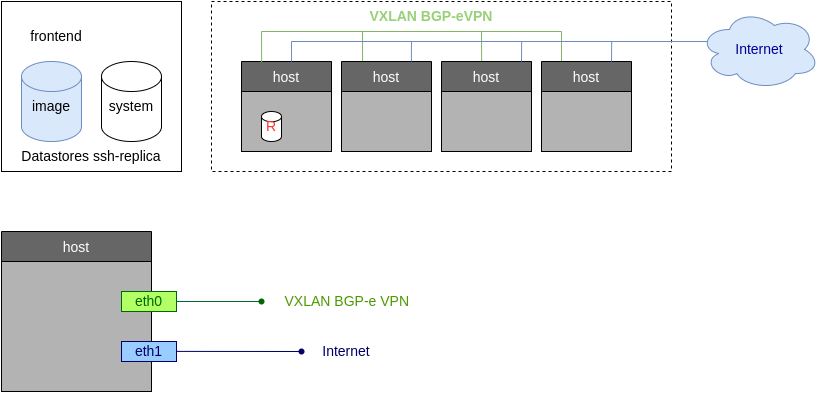 VXLAN BGP-eVPN
frontend
Internet
host
host
host
host
image
system
R
Datastores ssh-replica
host
eth0
VXLAN BGP-e VPN
eth1
Internet